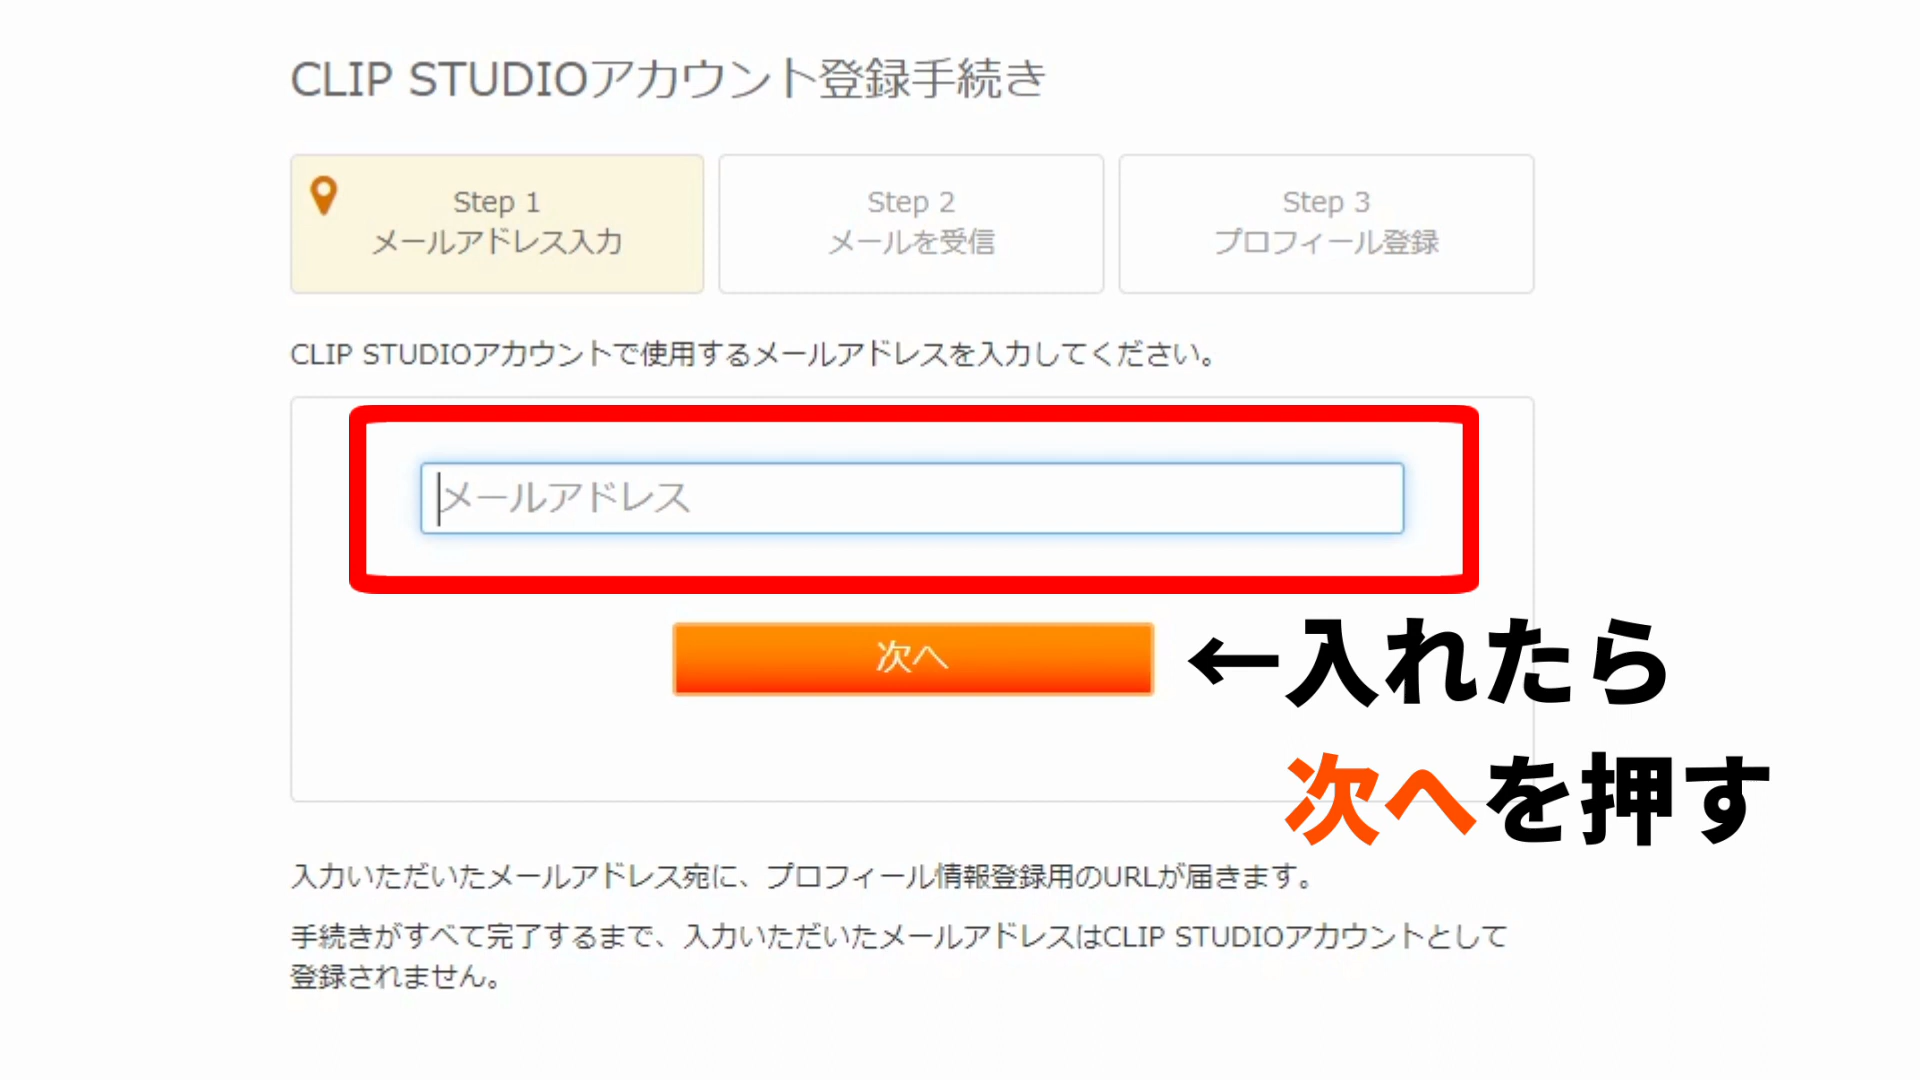 CLIP STUDIOアカウント登録手続き
Step 1
メールアドレス入力
Step 2
メールを受信
Step 3
プロフィール登録
CLIP STUDIOアカウントで使用するメールアドレスを入力してください。
メールアドレス
次へ
←入れたら
次へを押す
入力いただいたメールアドレス宛に、プロフィール情報登録用のURLが届きます。
手続きがすべて完了するまで、入力いただいたメールアドレスはCLIP STUDIOアカウントとして
登録されません。